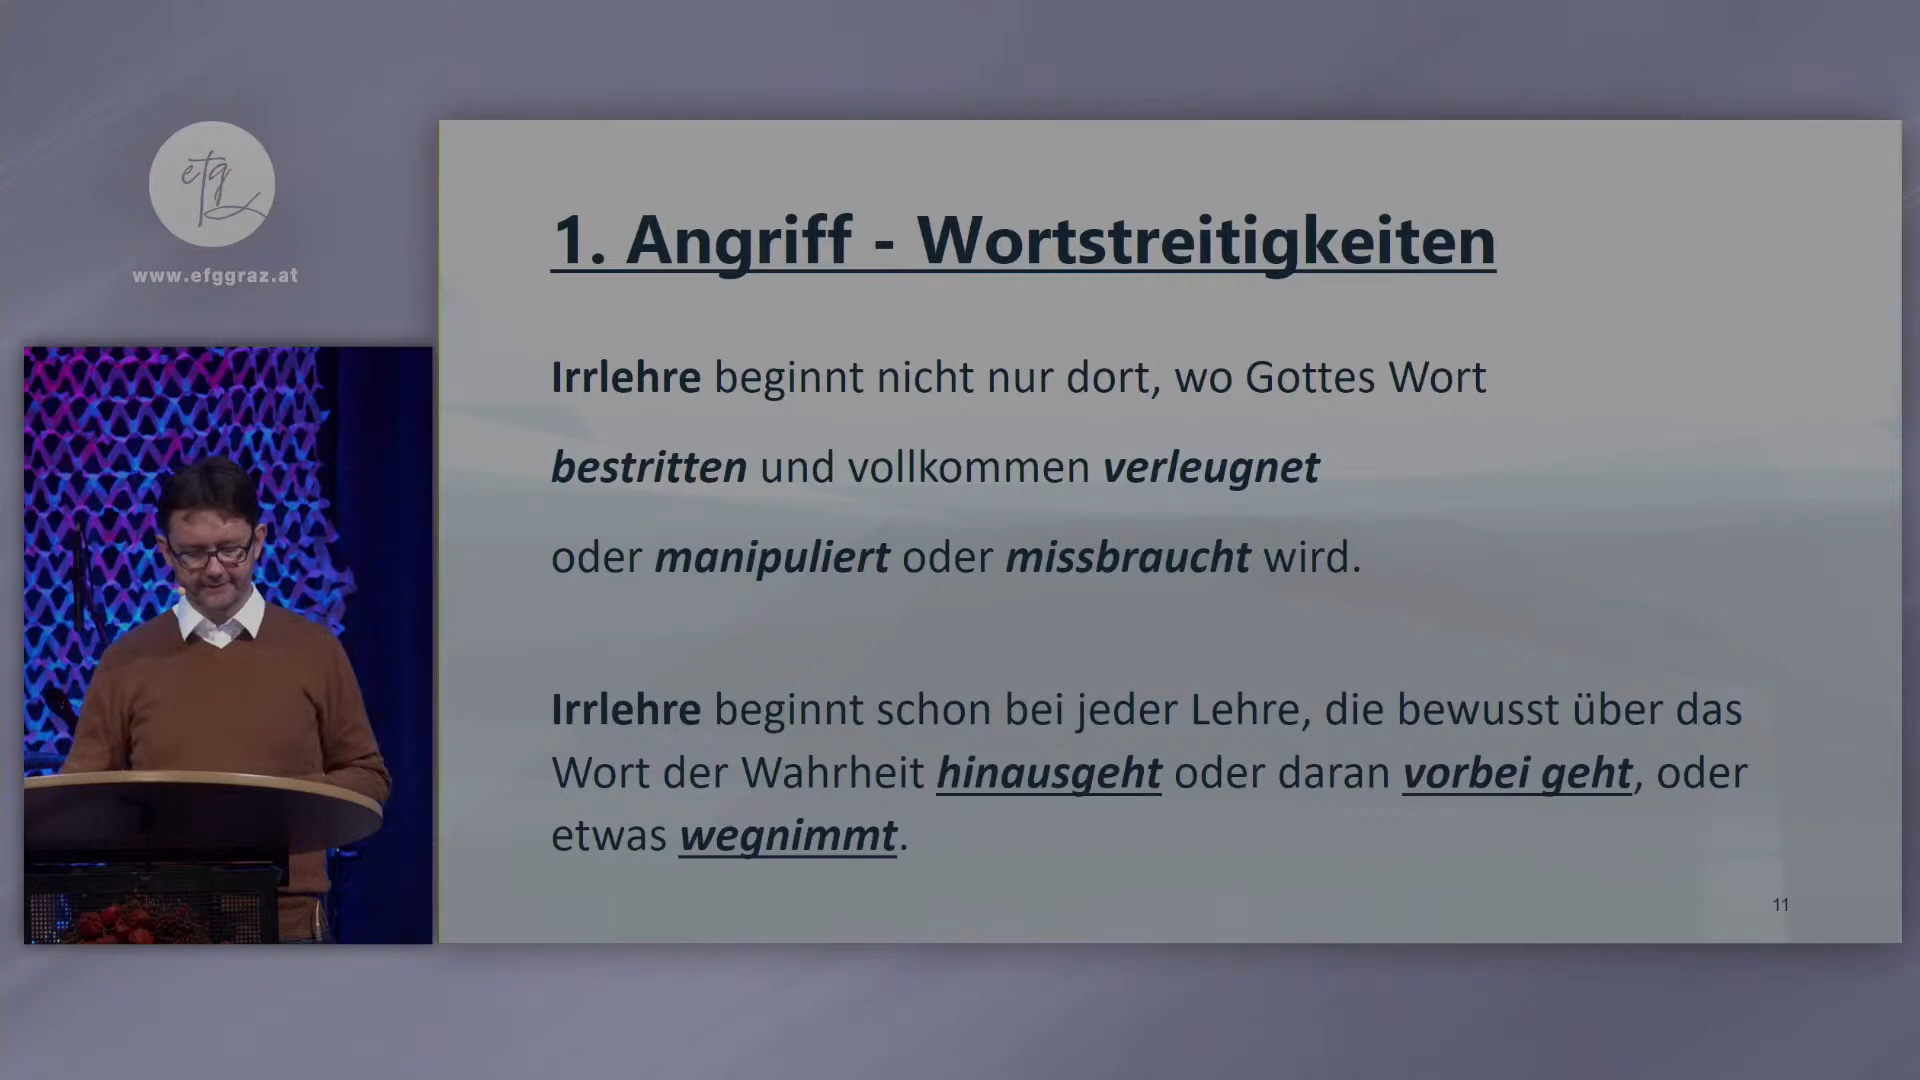 efg
www.efggraz.at
1. Angriff - Wortstreitigkeiten
Irrlehre beginnt nicht nur dort, wo Gottes Wort
bestritten und vollkommen verleugnet
oder manipuliert oder missbraucht wird.
Irrlehre beginnt schon bei jeder Lehre, die bewusst über das
Wort der Wahrheit hinausgeht oder daran vorbei geht, oder
etwas wegnimmt.
11